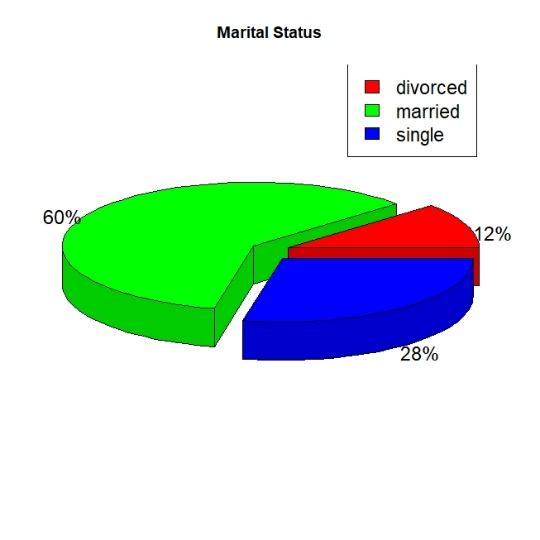 Marital Status
divorced
married
single
60%
12%
28%